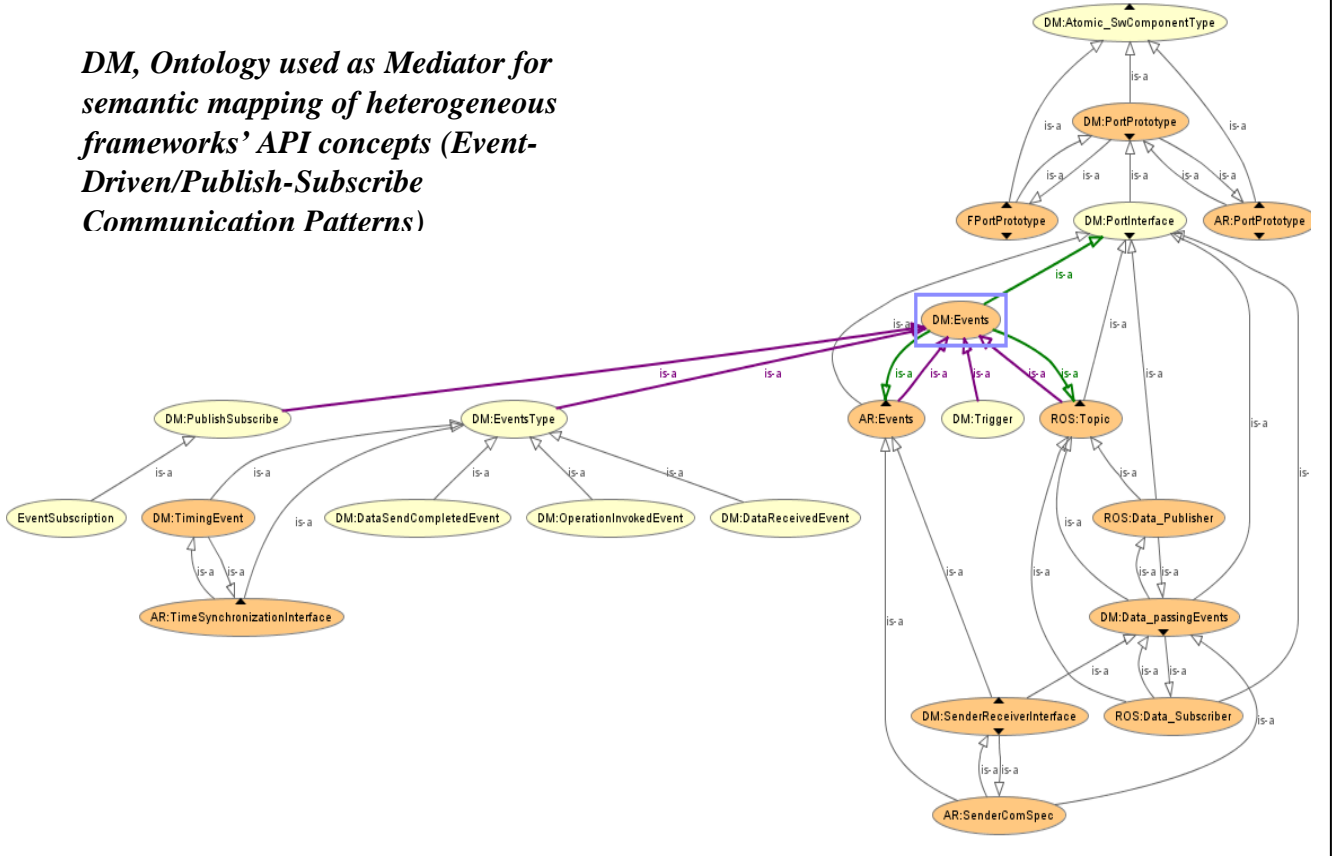 DM:Atomic_SwComponentType
DM, Ontology used as Mediator for
semantic mapping of heterogeneous
frameworks’ API concepts (Event-
Driven/Publish-Subscribe
Communication Patterns)
is-a
DM:PortPrototype
is-a
is-a
is-a
is-a
is-a
is-a
is-a
FPortPrototype
DM:PortInterface
AR:PortPrototype
is-a
DM:Events
is-a
is-a
is-a
is-a
is-a
is-a
is-a
is-a
is-a
is-a
DM:PublishSubscribe
DM:EventsType
AR:Events
DM:Trigger
ROS:Topic
is-a
is-a
is-a
is-a
is-a
is-a
is-a
is-
EventSubscription
DM:TimingEvent
DM:DataSendCompletedEvent
DM:OperationInvokedEvent
DM:DataReceivedEvent
ROS:Data_Publisher
is-a
is-a
is-a
is-a
is-a
is-a
is-a
is-a
is-a
AR:TimeSynchronizationInterface
DM:Data_passingEvents
is-a
is-a
is-a
is-a
DM:SenderReceiverInterface
ROS:Data_Subscriber
is-a
is-a
is-a
AR:SenderComSpec